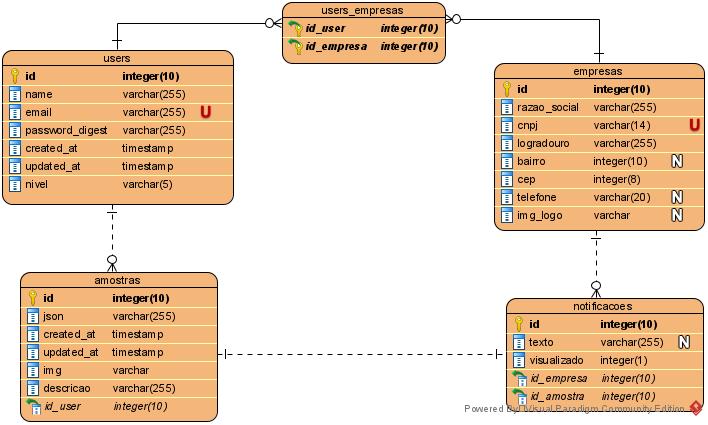 users_empresas
id_user integer(10)
id_empresa integer(10)
users
id integer(10)
name varchar(255)
email varchar(255) U
password_digest varchar(255)
created_at timestamp
updated_at timestamp
nivel varchar(5)
empresas
id integer(10)
razao_social varchar(255)
cnpj varchar(14) U
logradouro varchar(255)
bairro integer(10) N
cep integer(8)
telefone varchar(20) N
img_logo varchar N
amostras
id integer(10)
json varchar(255)
created_at timestamp
updated_at timestamp
img varchar
descricao varchar(255)
id_user integer(10)
notificacoes
id integer(10)
texto varchar(255) N
visualizado integer(1)
id_empresa integer(10)
id_amostra integer(10)
Powered By Visual Paradigm Community Edition